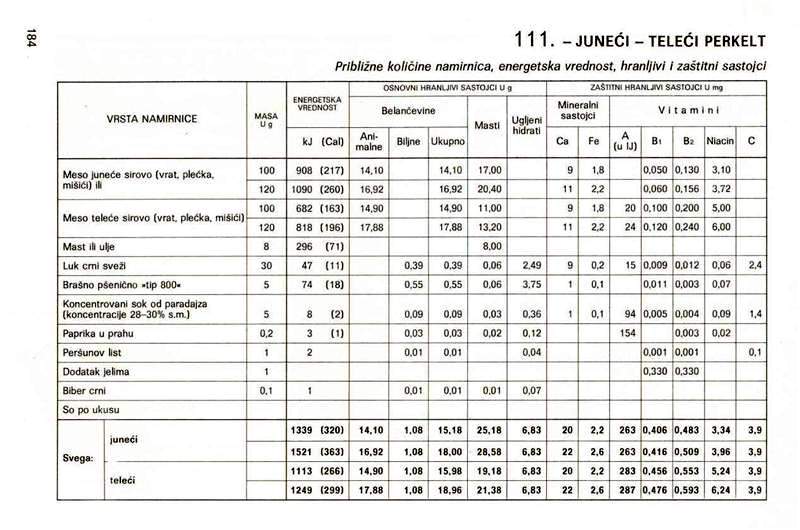 184
111. – JUNEĆI – TELEĆI PERKELT
Približne količine namirnica, energetska vrednost, hranljivi i zaštitni sastojci
VRSTA NAMIRNICE MASA U g ENERGETSKA VREDNOST OSNOVNI HRANLJIVI SASTOJCI U g ZAŠTITNI HRANLJIVI SASTOJCI U mg
Belančevine Masti Ugljeni hidrati Mineralni sastojci Vitamini
kJ (Cal) Ani-malne Biljne Ukupno Ca Fe A (u IJ) B1 B2 Niacin C
Meso juneće sirovo (vrat, plećka, mišići) ili 100 908 (217) 14,10 14,10 17,00 9 1,8 0,050 0,130 3,10
120 1090 (260) 16,92 16,92 20,40 11 2,2 0,060 0,156 3,72
Meso teleće sirovo (vrat, plećka, mišići) 100 682 (163) 14,90 14,90 11,00 9 1,8 20 0,100 0,200 5,00
120 818 (196) 17,88 17,88 13,20 11 2,2 24 0,120 0,240 6,00
Mast ili ulje 8 296 (71) 8,00
Luk crni sveži 30 47 (11) 0,39 0,39 0,06 2,49 9 0,2 15 0,009 0,012 0,06 2,4
Brašno pšenično »tip 800« 5 74 (18) 0,55 0,55 0,06 3,75 1 0,1 0,011 0,003 0,07
Koncentrovani sok od paradajza
(koncentracije 28–30% s.m.) 5 8 (2) 0,09 0,09 0,03 0,36 1 0,1 94 0,005 0,004 0,09 1,4
Paprika u prahu 0,2 3 (1) 0,03 0,03 0,02 0,12 154 0,003 0,02
Peršunov list 1 2 0,01 0,01 0,04 0,001 0,001 0,1
Dodatak jelima 1 0,330 0,330
Biber crni 0,1 1 0,01 0,01 0,01 0,07
So po ukusu
Svega: juneći 1339 (320) 14,10 1,08 15,18 25,18 6,83 20 2,2 263 0,406 0,483 3,34 3,9
1521 (363) 16,92 1,08 18,00 28,58 6,83 22 2,6 263 0,416 0,509 3,96 3,9
teleći 1113 (266) 14,90 1,08 15,98 19,18 6,83 20 2,2 283 0,456 0,553 5,24 3,9
1249 (299) 17,88 1,08 18,96 21,38 6,83 22 2,6 287 0,476 0,593 6,24 3,9